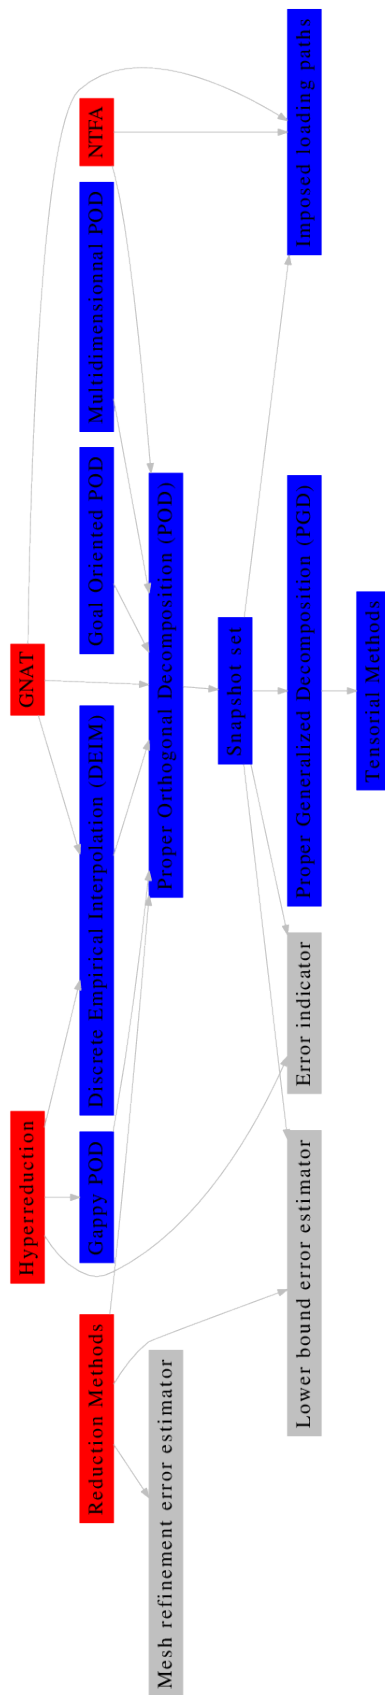 Hyperreduction
GNAT
Reduction Methods
Gappy POD
Discrete Empirical Interpolation (DEIM)
Goal Oriented POD
Multidimensionnal POD
NTFA
Mesh refinement error estimator
Proper Orthogonal Decomposition (POD)
Snapshot set
Lower bound error estimator
Error indicator
Proper Generalized Decomposition (PGD)
Imposed loading paths
Tensorial Methods